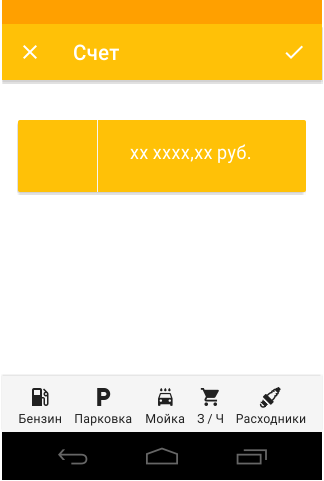 Счет
xx xxxx,xx руб.
P
Бензин Парковка Мойка З / Ч Расходники